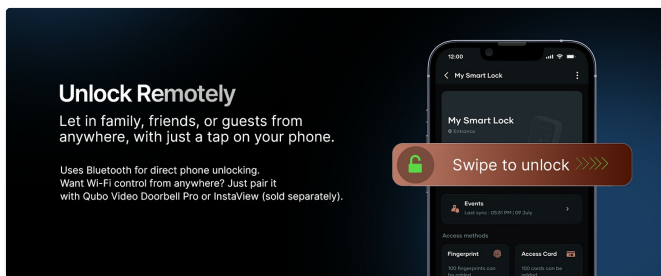 Unlock Remotely
Let in family, friends, or guests from
anywhere, with just a tap on your phone.
Uses Bluetooth for direct phone unlocking.
Want Wi-Fi control from anywhere? Just pair it
with Qubo Video Doorbell Pro or InstaView (sold separately).
12:00
My Smart Lock
My Smart Lock
Entrance
Swipe to unlock
Events
Last sync : 05:51 PM | 09 July
Access methods
Fingerprint
Access Card
100 fingerprints can
be added
100 cards can be
added